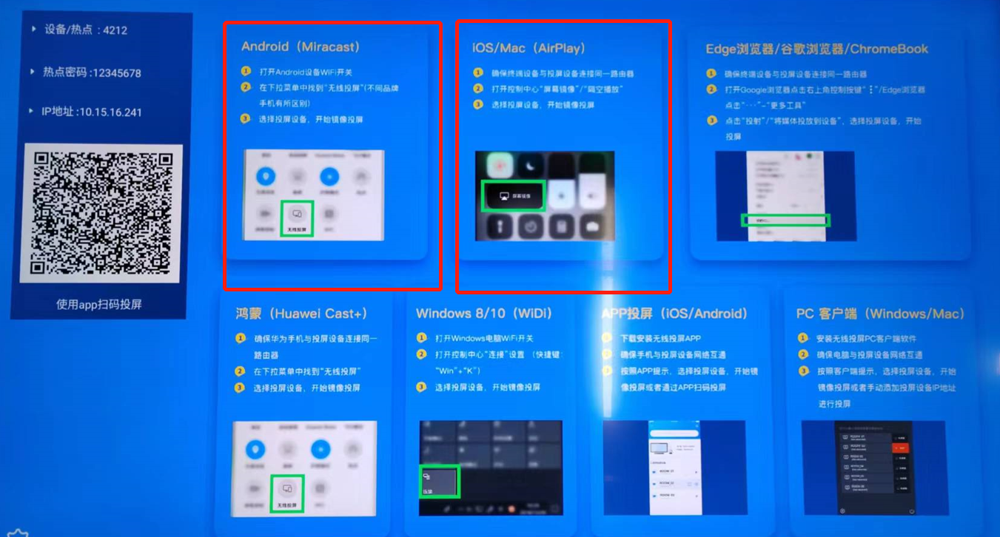 设备/热点 : 4212
热点密码 :12345678
IP地址 :10.15.16.241
使用app扫码投屏
Android（Miracast）
1 打开Android设备WiFi开关
2 在下拉菜单中找到“无线投屏”(不同品牌
手机有所区别)
3 选择投屏设备，开始镜像投屏
无线投屏
iOS/Mac（AirPlay）
1 确保终端设备与投屏设备连接同一路由器
2 打开控制中心“屏幕镜像”/“隔空播放”
3 选择投屏设备，开始镜像投屏
屏幕镜像
Edge浏览器/谷歌浏览器/ChromeBook
1 确保终端设备与投屏设备连接同一路由器
2 打开Google浏览器点击右上角控制按键“⋮”/Edge浏览器
点击“···”-“更多工具”
3 点击“投射”/“将媒体投放到设备”，选择投屏设备，开始
投屏
鸿蒙（Huawei Cast+）
1 确保华为手机与投屏设备连接同一
路由器
2 在下拉菜单中找到“无线投屏”
3 选择投屏设备，开始镜像投屏
无线投屏
Windows 8/10（WiDi）
1 打开Windows电脑WiFi开关
2 打开控制中心“连接”设置 （快捷键：
“Win”+“K”）
3 选择投屏设备，开始镜像投屏
连接
APP投屏（iOS/Android）
1 下载安装无线投屏APP
2 确保手机与投屏设备网络互通
3 按照APP提示，选择投屏设备，开始镜
像投屏或者通过APP扫码投屏
PC 客户端（Windows/Mac）
1 安装无线投屏PC客户端软件
2 确保电脑与投屏设备网络互通
3 按照客户端提示，选择投屏设备，开始
镜像投屏或者手动添加投屏设备IP地址
进行投屏